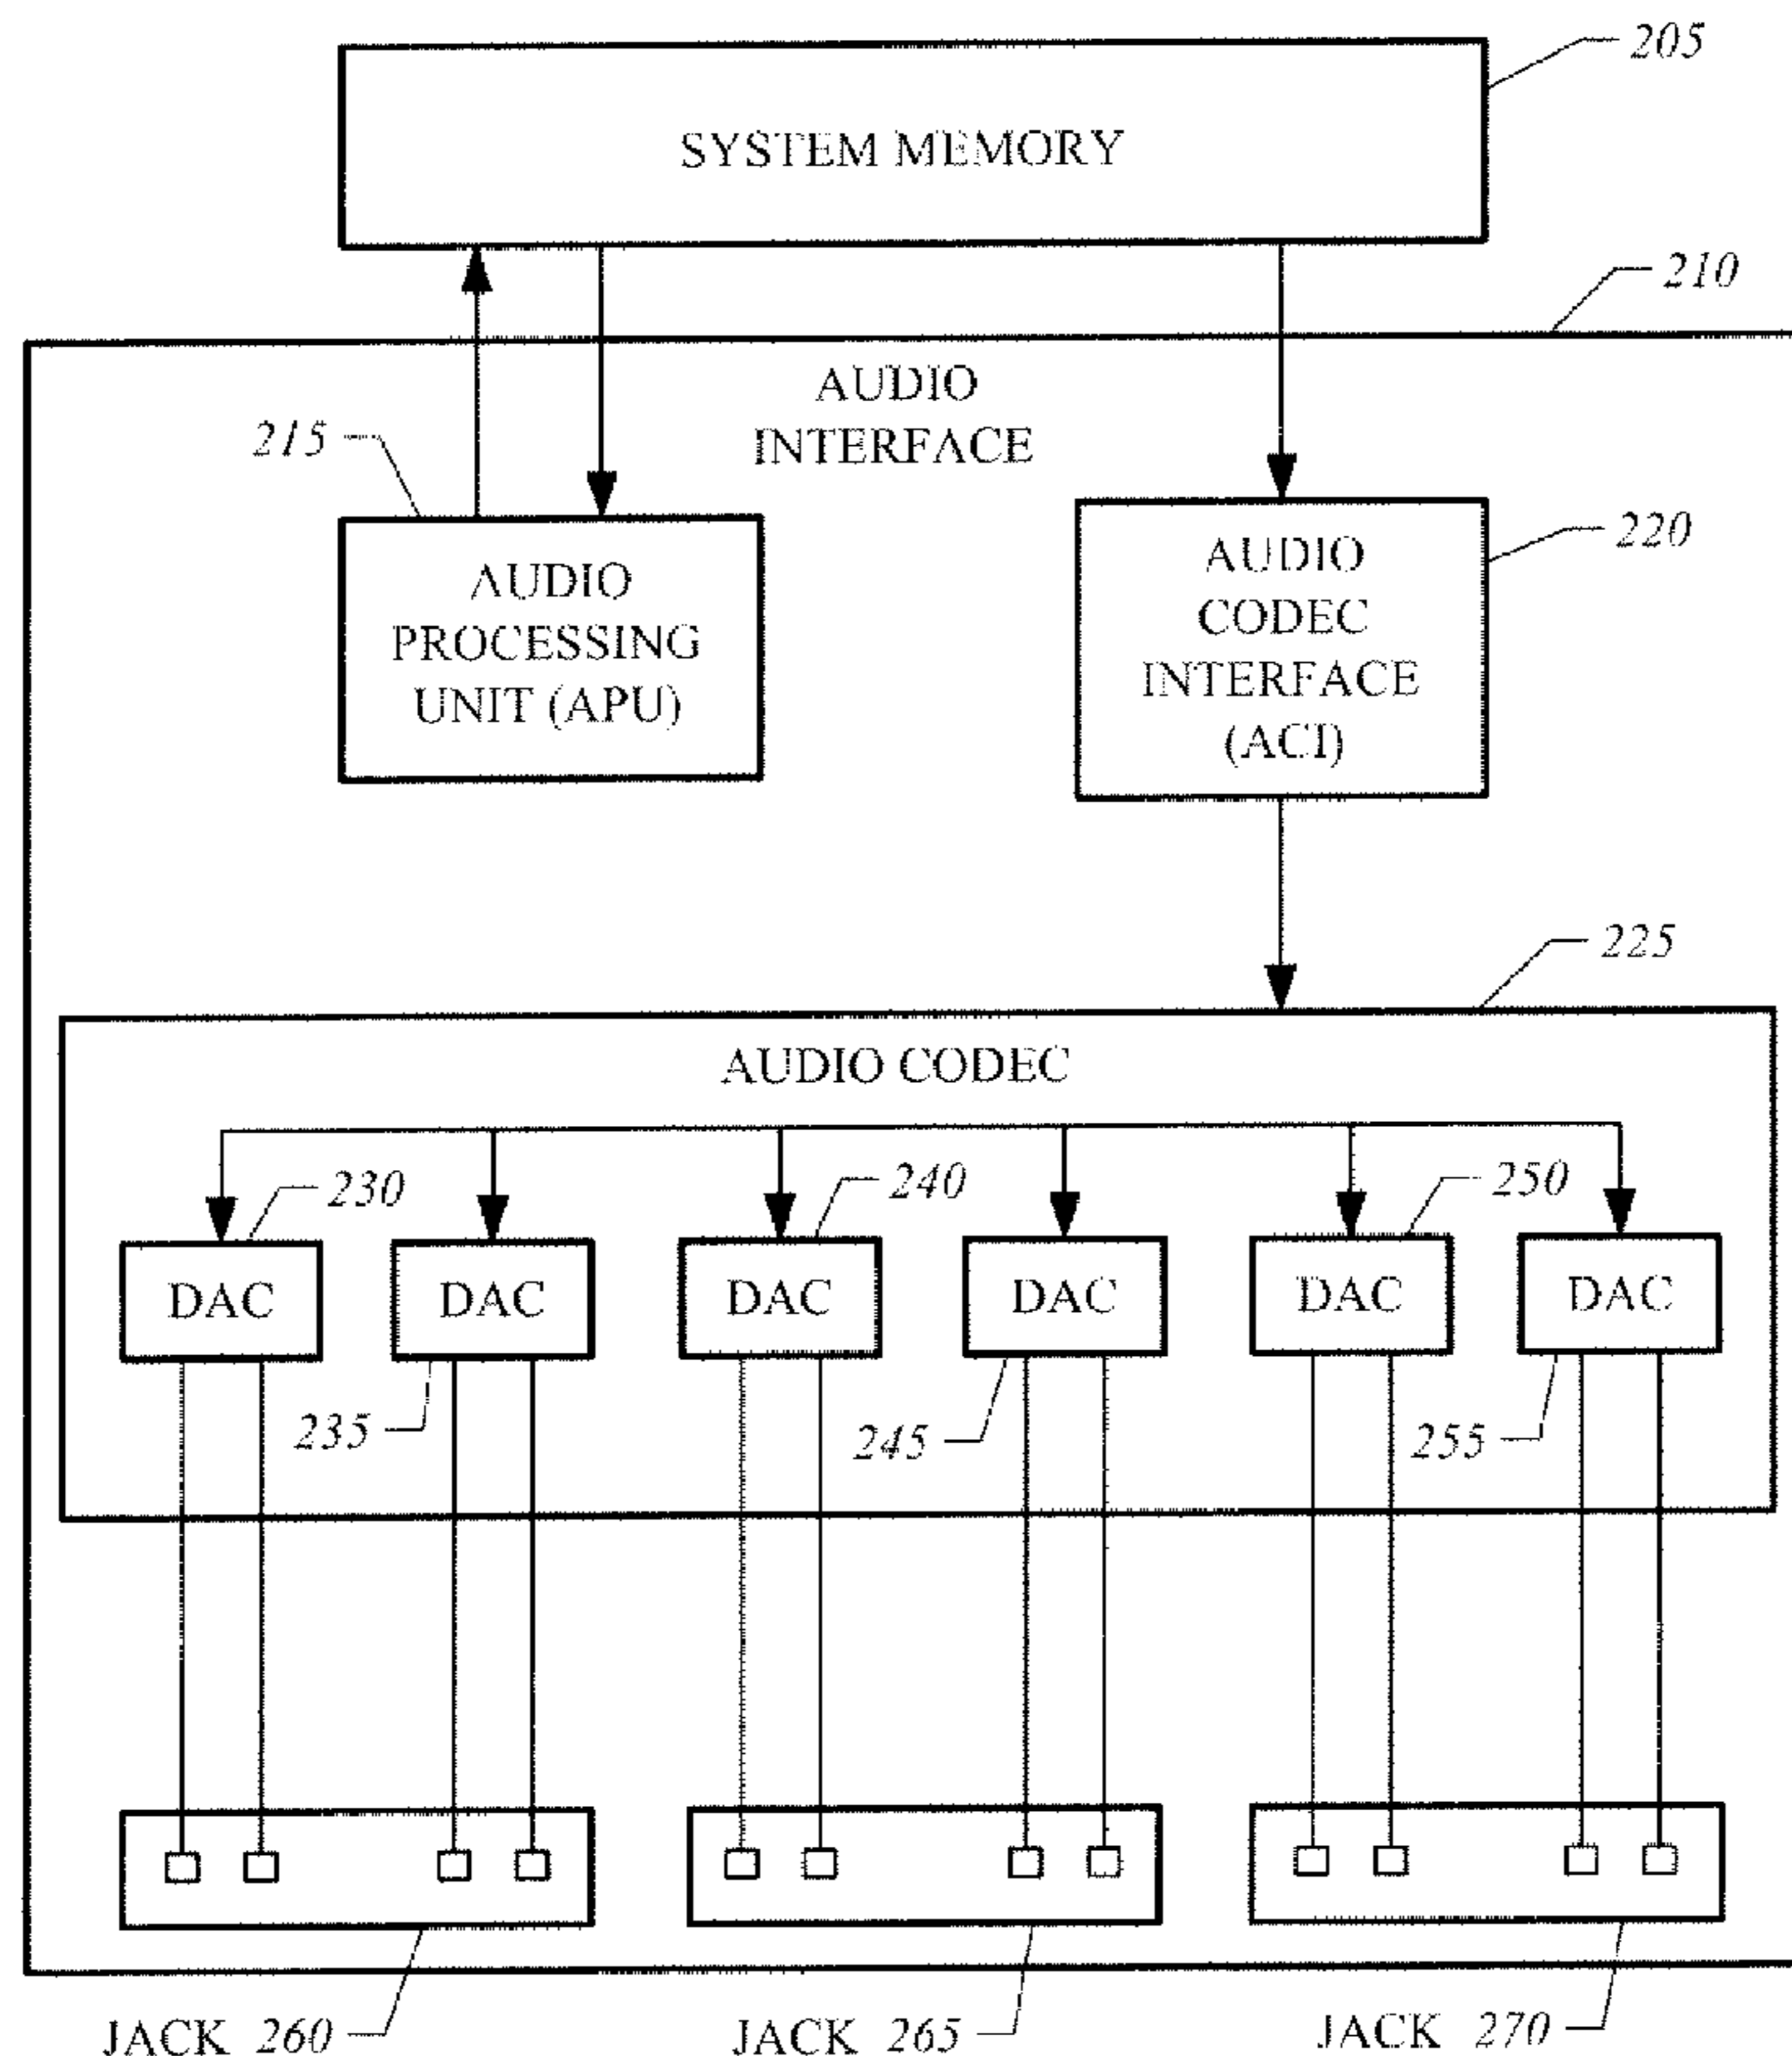 205
SYSTEM MEMORY
210
AUDIO
INTERFACE
215
220
AUDIO
PROCESSING
UNIT (APU)
AUDIO
CODEC
INTERFACE
(ACI)
225
AUDIO CODEC
230
240
250
DAC
DAC
DAC
DAC
DAC
DAC
235
245
255
JACK 260
JACK 265
JACK 270